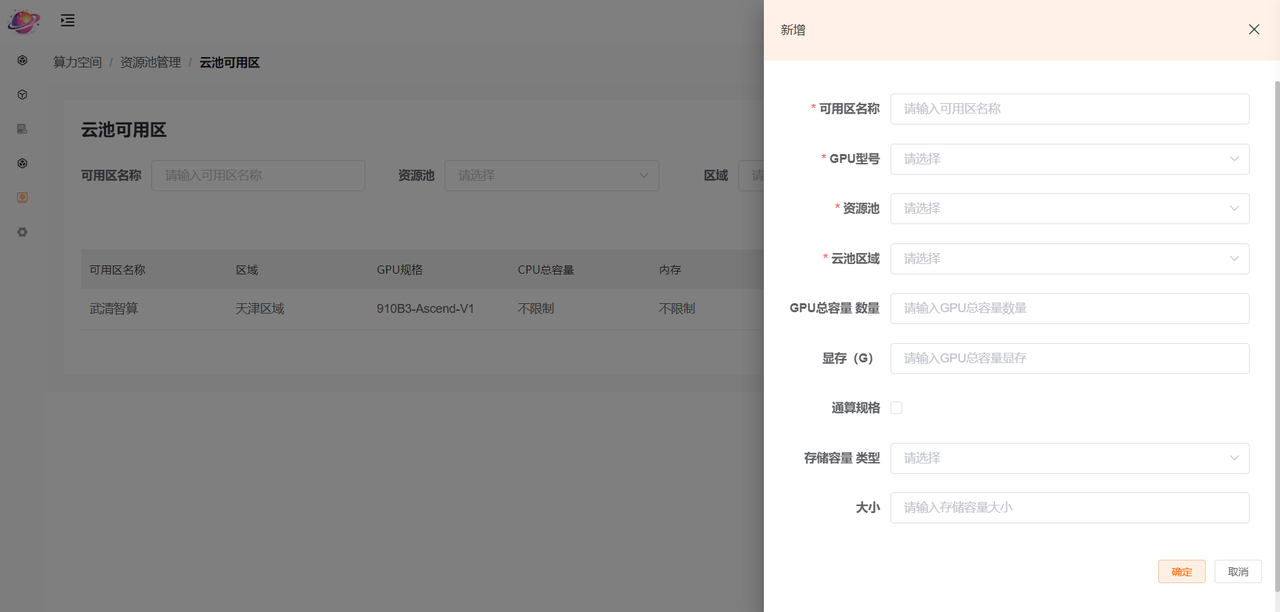 算力空间 / 资源池管理 / 云池可用区
云池可用区
可用区名称 请输入可用区名称 资源池 请选择 区域 请
可用区名称 区域 GPU规格 CPU总容量 内存
武清智算 天津区域 910B3-Ascend-V1 不限制 不限制
新增
* 可用区名称 请输入可用区名称
* GPU型号 请选择
* 资源池 请选择
* 云池区域 请选择
GPU总容量 数量 请输入GPU总容量数量
显存（G） 请输入GPU总容量显存
通算规格
存储容量 类型 请选择
大小 请输入存储容量大小
确定 取消